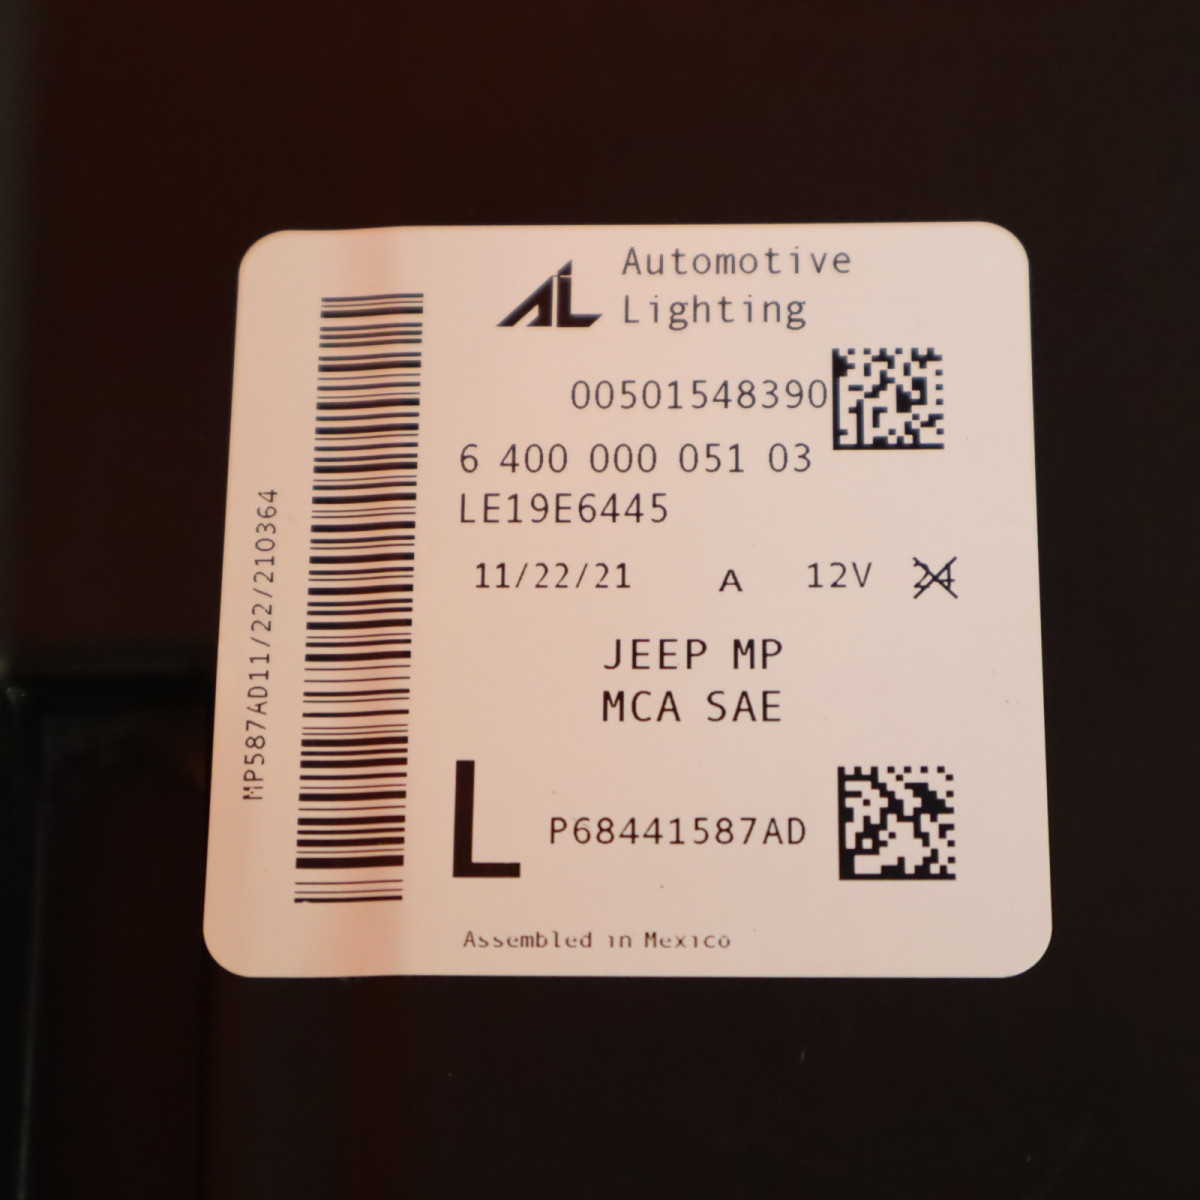 AL Automotive
Lighting
00501548390
6 400 000 051 03
LE19E6445
11/22/21 A 12V 24
JEEP MP
MCA SAE
L P68441587AD
Assembled in Mexico
MP587AD11/22/210364